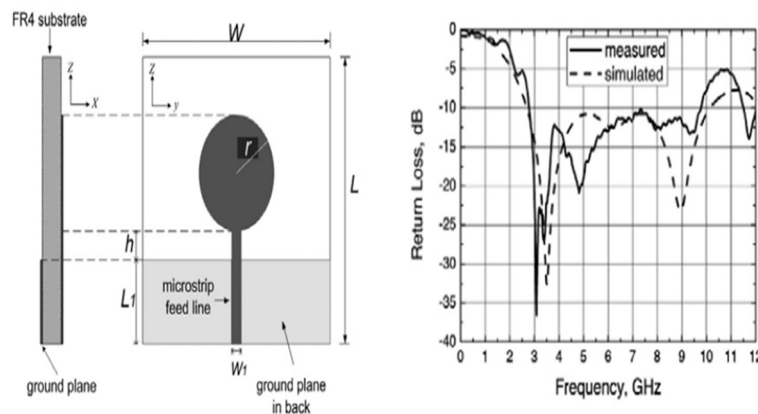 FR4 substrate
W
Z
x
Z
y
r
L
h
L1
microstrip
feed line
W1
ground plane
ground plane
in back
measured
simulated
Return Loss, dB
0
-5
-10
-15
-20
-25
-30
-35
-40
0 1 2 3 4 5 6 7 8 9 10 11 12
Frequency, GHz